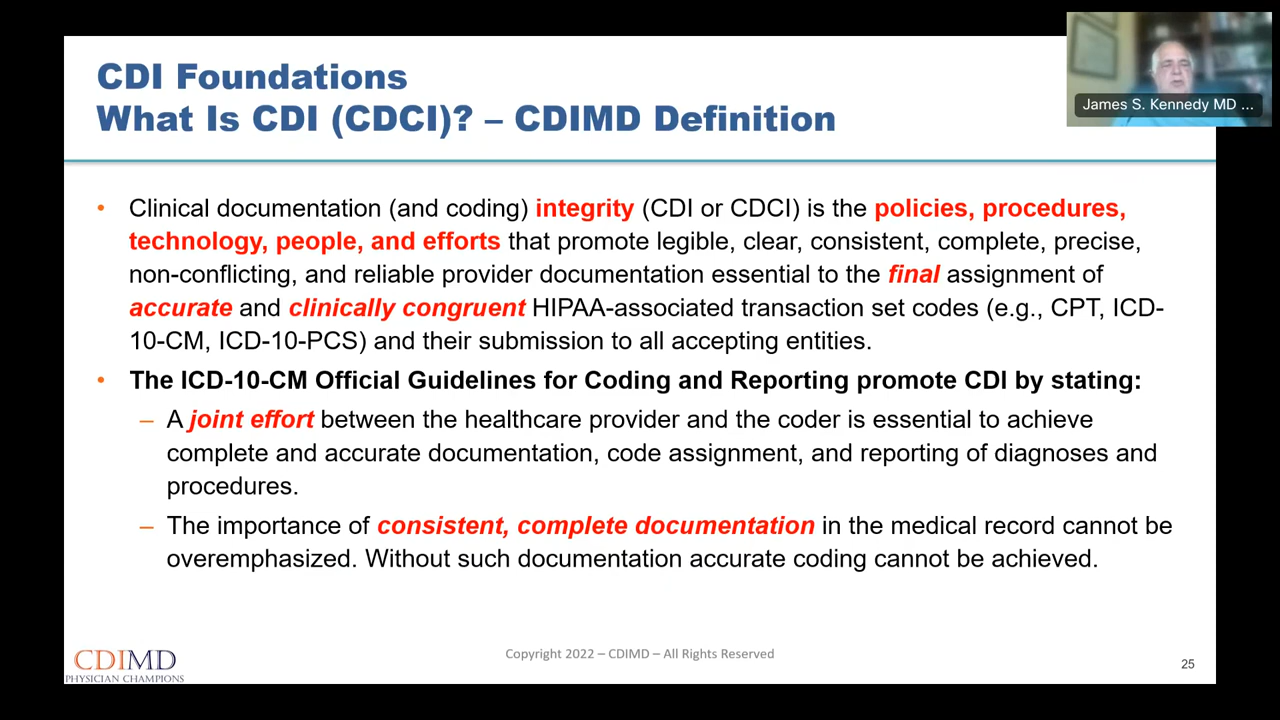 CDI Foundations
What Is CDI (CDCI)? – CDIMD Definition
James S. Kennedy MD ...
• Clinical documentation (and coding) integrity (CDI or CDCI) is the policies, procedures,
technology, people, and efforts that promote legible, clear, consistent, complete, precise,
non-conflicting, and reliable provider documentation essential to the final assignment of
accurate and clinically congruent HIPAA-associated transaction set codes (e.g., CPT, ICD-
10-CM, ICD-10-PCS) and their submission to all accepting entities.
• The ICD-10-CM Official Guidelines for Coding and Reporting promote CDI by stating:
– A joint effort between the healthcare provider and the coder is essential to achieve
complete and accurate documentation, code assignment, and reporting of diagnoses and
procedures.
– The importance of consistent, complete documentation in the medical record cannot be
overemphasized. Without such documentation accurate coding cannot be achieved.
CDIMD
PHYSICIAN CHAMPIONS
Copyright 2022 – CDIMD – All Rights Reserved
25